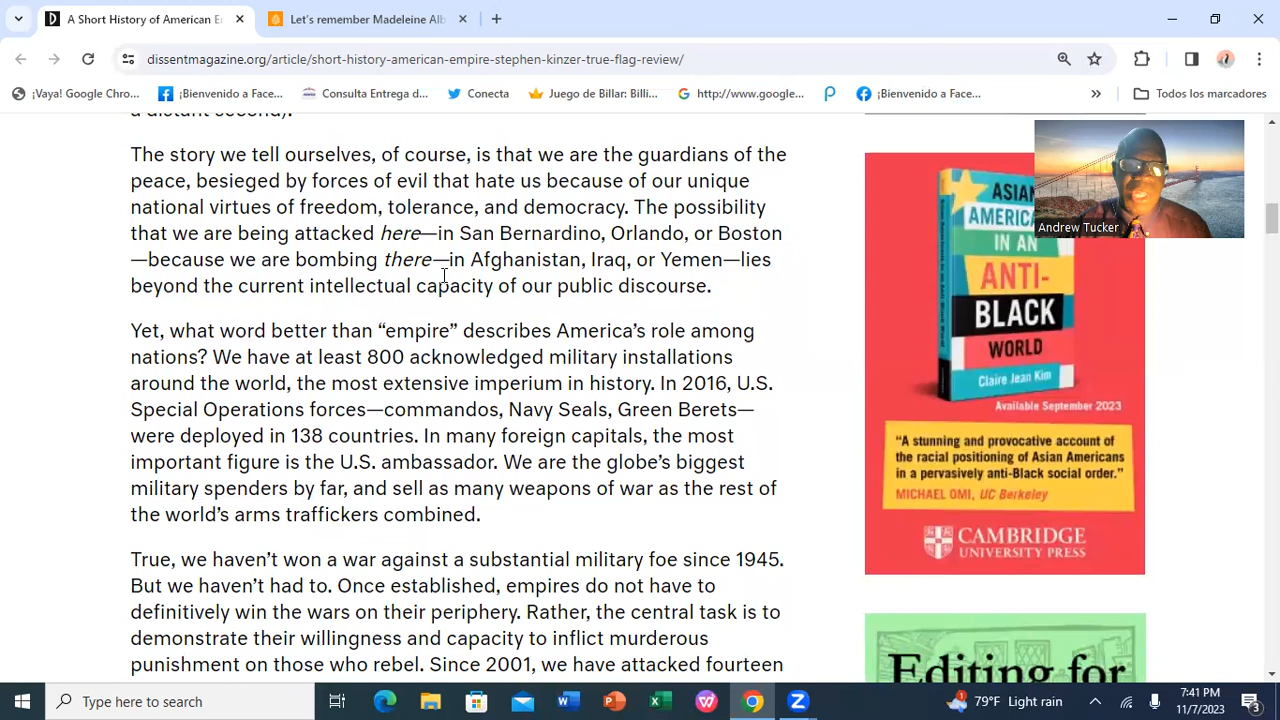 A Short History of American E
Let's remember Madeleine Alb
dissentmagazine.org/article/short-history-american-empire-stephen-kinzer-true-flag-review/
¡Vaya! Google Chro...
¡Bienvenido a Face...
Consulta Entrega d...
Conecta
Juego de Billar: Billi...
http://www.google...
¡Bienvenido a Face...
»
Todos los marcadores
a distant second).
The story we tell ourselves, of course, is that we are the guardians of the
peace, besieged by forces of evil that hate us because of our unique
national virtues of freedom, tolerance, and democracy. The possibility
that we are being attacked here—in San Bernardino, Orlando, or Boston
—because we are bombing there—in Afghanistan, Iraq, or Yemen—lies
beyond the current intellectual capacity of our public discourse.
Yet, what word better than “empire” describes America’s role among
nations? We have at least 800 acknowledged military installations
around the world, the most extensive imperium in history. In 2016, U.S.
Special Operations forces—commandos, Navy Seals, Green Berets—
were deployed in 138 countries. In many foreign capitals, the most
important figure is the U.S. ambassador. We are the globe’s biggest
military spenders by far, and sell as many weapons of war as the rest of
the world’s arms traffickers combined.
True, we haven’t won a war against a substantial military foe since 1945.
But we haven’t had to. Once established, empires do not have to
definitively win the wars on their periphery. Rather, the central task is to
demonstrate their willingness and capacity to inflict murderous
punishment on those who rebel. Since 2001, we have attacked fourteen
Andrew Tucker
ASIAN
AMERICA
IN AN
ANTI-
BLACK
WORLD
Claire Jean Kim
Available September 2023
“A stunning and provocative account of
the racial positioning of Asian Americans
in a pervasively anti-Black social order.”
MICHAEL OMI, UC Berkeley
CAMBRIDGE
UNIVERSITY PRESS
Editing for
Type here to search
79°F Light rain
7:41 PM
11/7/2023